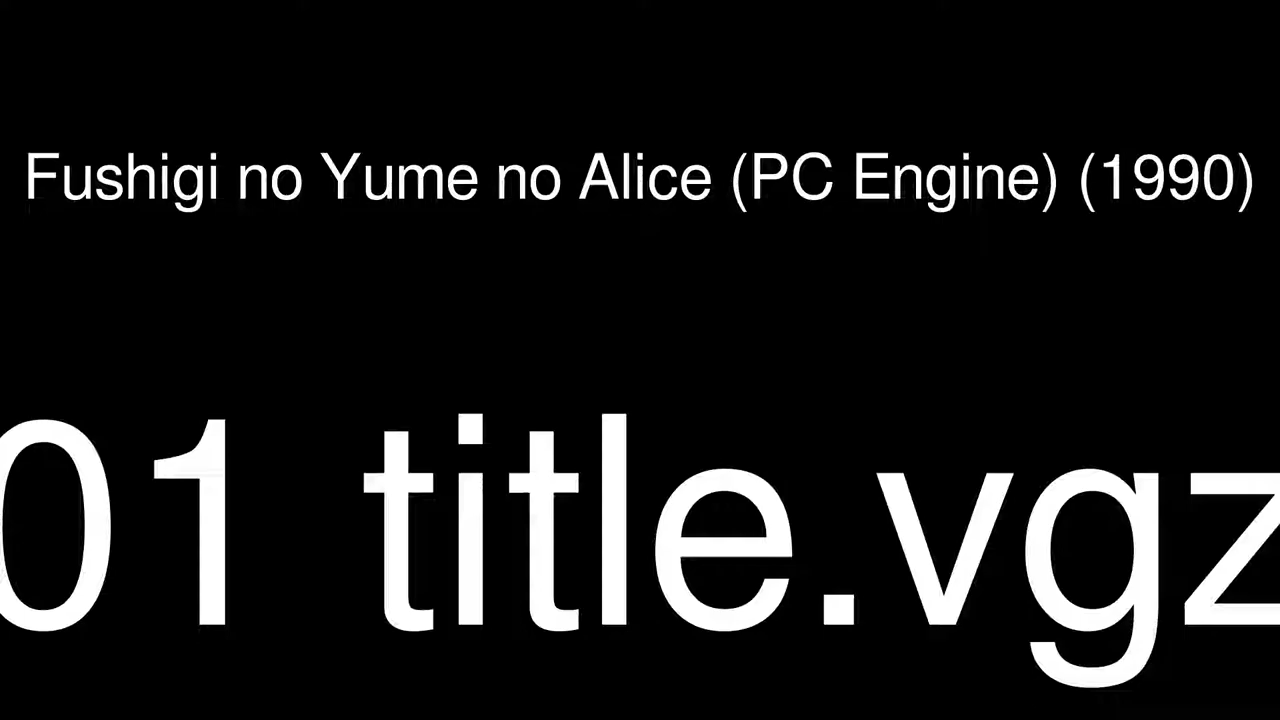 Fushigi no Yume no Alice (PC Engine) (1990)
01 title.vgz